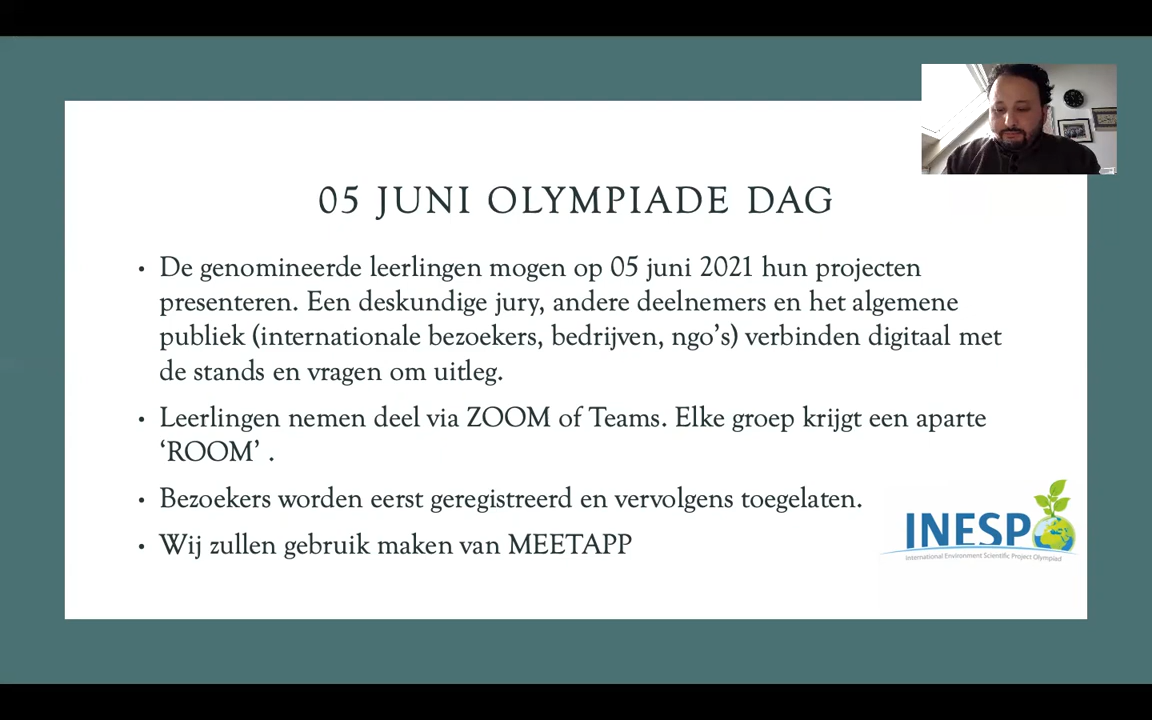 05 JUNI OLYMPIADE DAG
• De genomineerde leerlingen mogen op 05 juni 2021 hun projecten
presenteren. Een deskundige jury, andere deelnemers en het algemene
publiek (internationale bezoekers, bedrijven, ngo’s) verbinden digitaal met
de stands en vragen om uitleg.
• Leerlingen nemen deel via ZOOM of Teams. Elke groep krijgt een aparte
‘ROOM’ .
• Bezoekers worden eerst geregistreerd en vervolgens toegelaten.
• Wij zullen gebruik maken van MEETAPP
INESPO
International Environment Scientific Project Olympiad